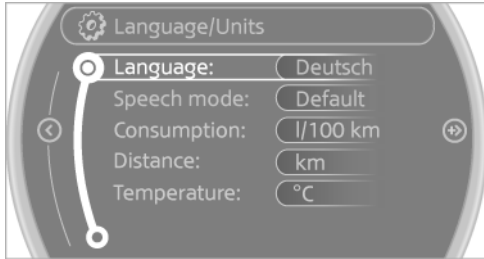 Language/Units
Language: Deutsch
Speech mode: Default
Consumption: l/100 km
Distance: km
Temperature: °C